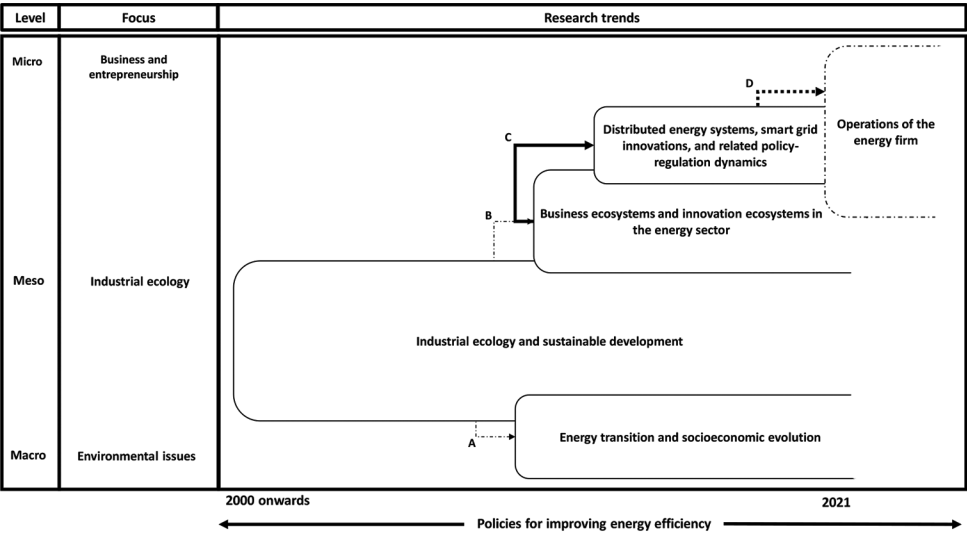 Level Focus Research trends
Micro
Business and
entrepreneurship
D
Operations of the
energy firm
C
Distributed energy systems, smart grid
innovations, and related policy-
regulation dynamics
B
Business ecosystems and innovation ecosystems in
the energy sector
Meso
Industrial ecology
Industrial ecology and sustainable development
A
Energy transition and socioeconomic evolution
Macro
Environmental issues
2000 onwards
2021
Policies for improving energy efficiency